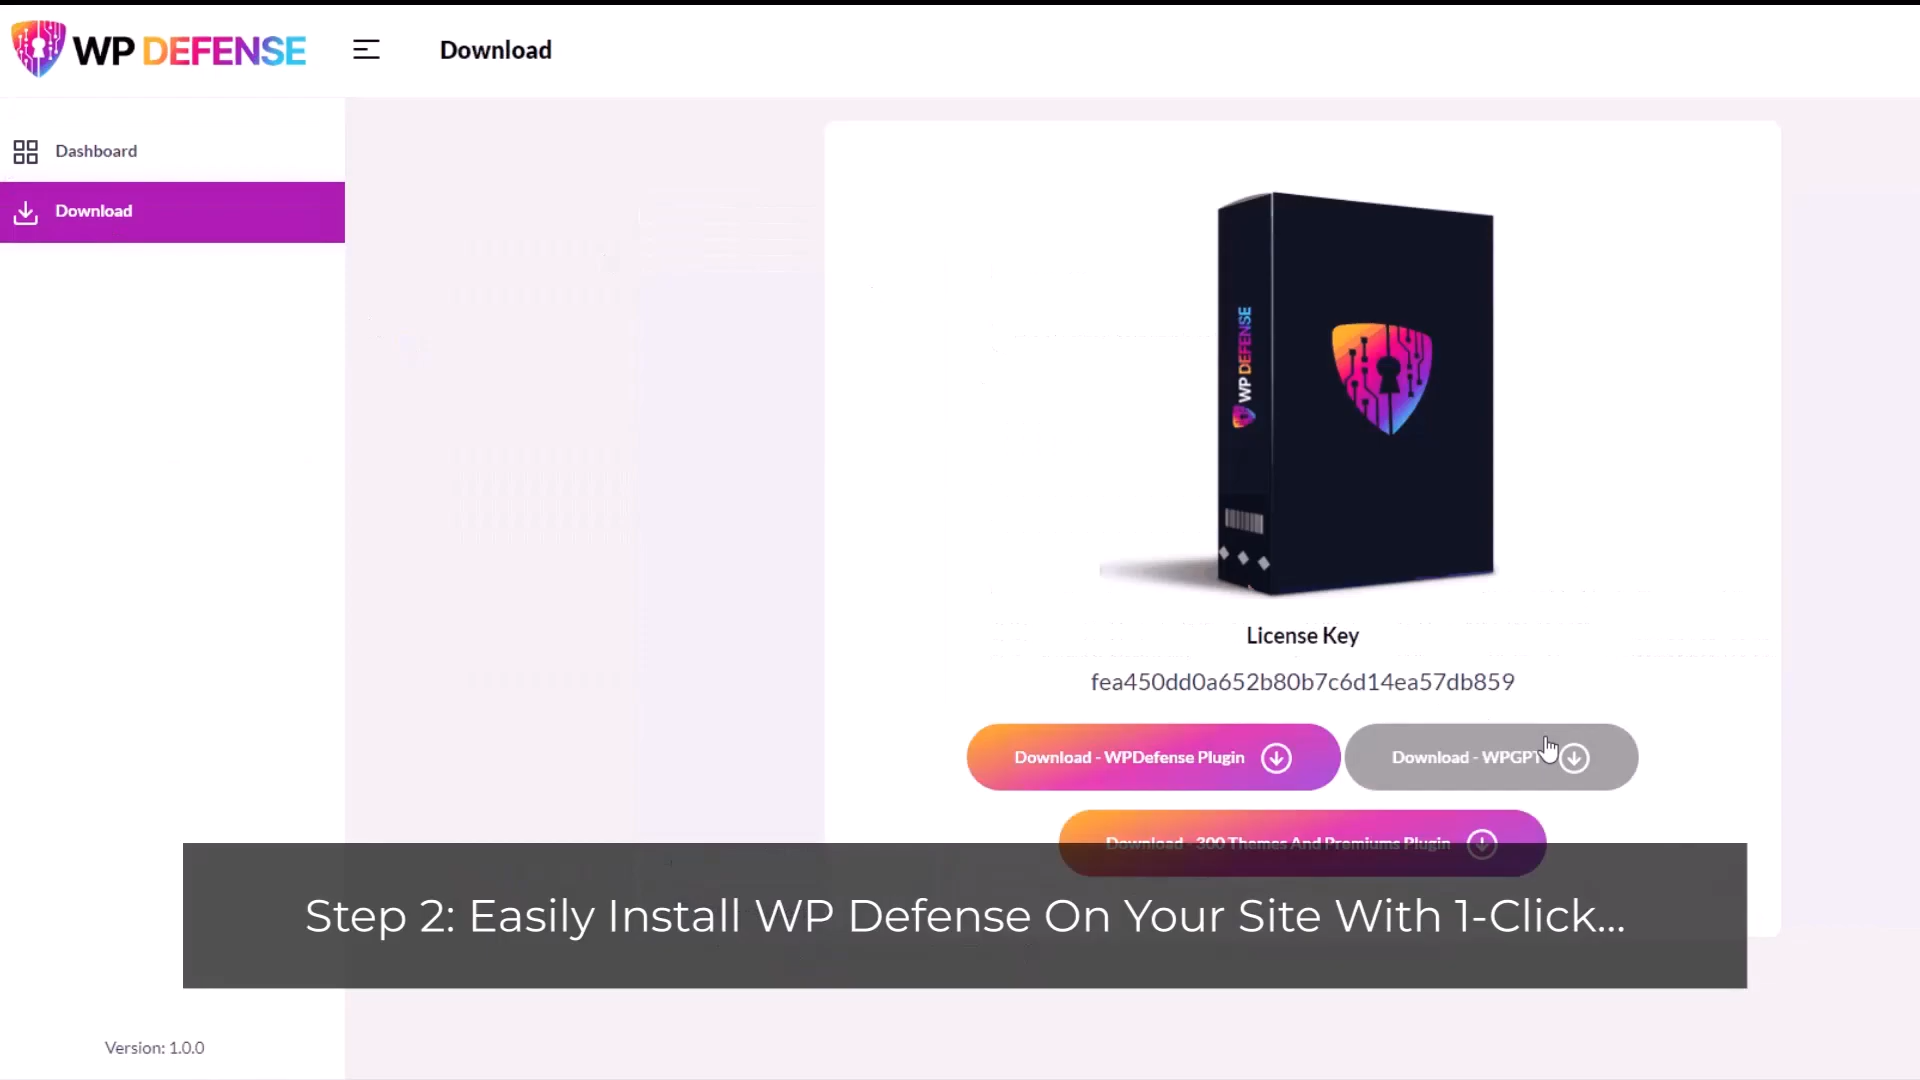 WP DEFENSE
Download
Dashboard
Download
WP DEFENSE
License Key
fea450dd0a652b80b7c6d14ea57db859
Download - WPDefense Plugin
Download - WPGPT
Download - 300 Themes And Premiums Plugin
Step 2: Easily Install WP Defense On Your Site With 1-Click...
Version: 1.0.0